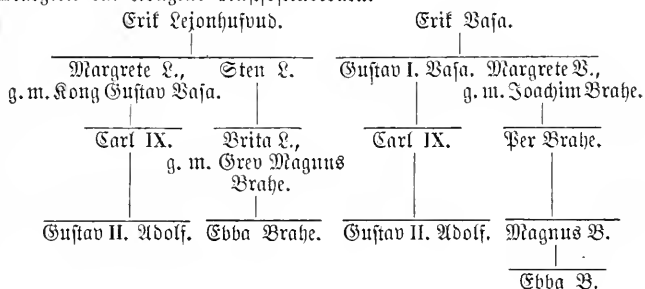 Erik Lejonhufvud. Erik Vasa.
Margrete L., Sten L. Gustav I. Vasa. Margrete V.,
g. m. Kong Gustav Vasa. g. m. Joachim Brahe.
Carl IX. Brita L., Carl IX. Per Brahe.
g. m. Grev Magnus
Brahe.
Gustav II. Adolf. Ebba Brahe. Gustav II. Adolf. Magnus B.
Ebba B.